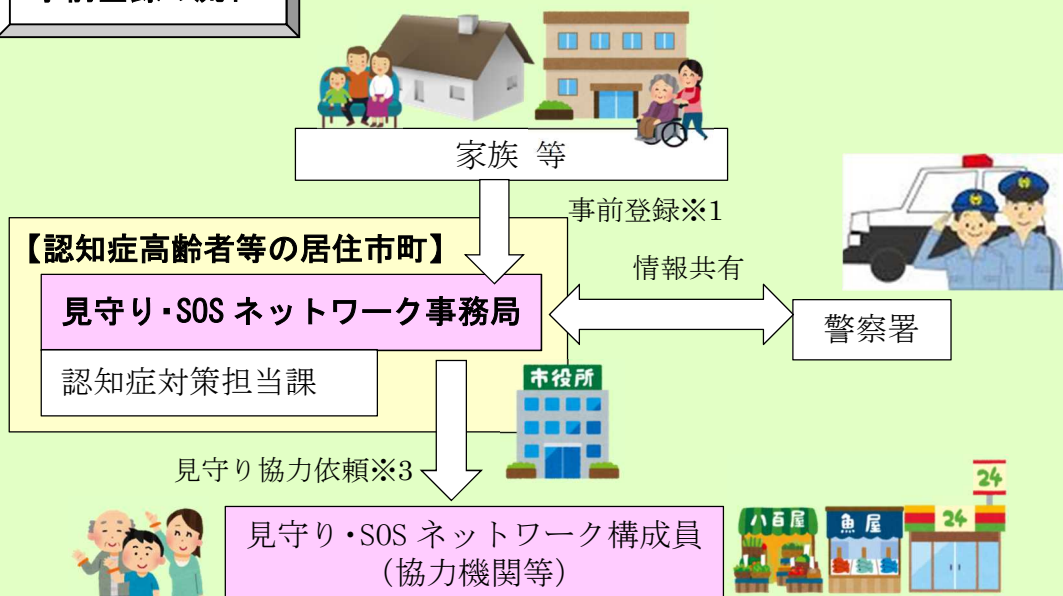 家族 等
事前登録※1
【認知症高齢者等の居住市町】
情報共有
見守り・SOS ネットワーク事務局
警察署
認知症対策担当課
市役所
見守り協力依頼※3
24
見守り・SOS ネットワーク構成員
（協力機関等）
八百屋
魚屋
24